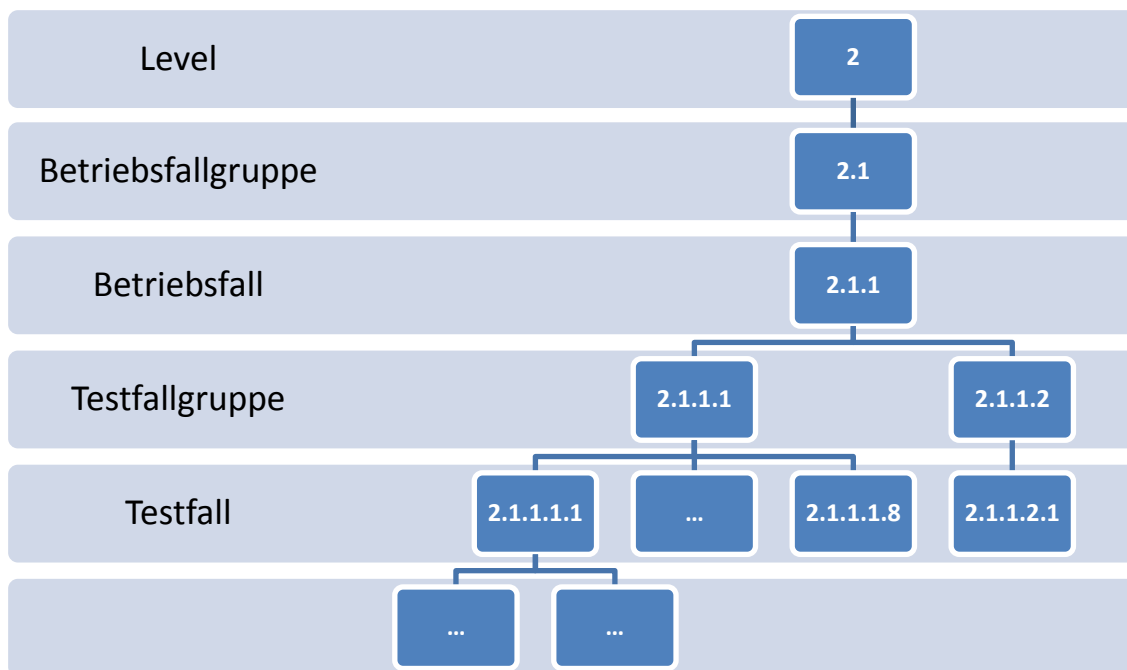 Level
2
Betriebsfallgruppe
2.1
Betriebsfall
2.1.1
Testfallgruppe
2.1.1.1
2.1.1.2
Testfall
2.1.1.1.1
...
2.1.1.1.8
2.1.1.2.1
...
...